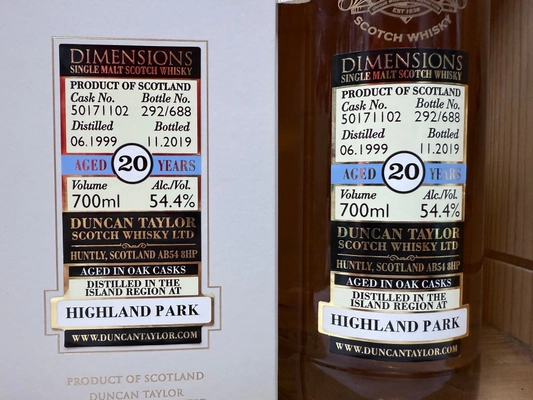 DIMENSIONS
SINGLE MALT SCOTCH WHISKY
PRODUCT OF SCOTLAND
Cask No. Bottle No.
50171102 292/688
Distilled Bottled
06.1999 11.2019
AGED 20 YEARS
Volume Alc./Vol.
700ml 54.4%
DUNCAN TAYLOR
SCOTCH WHISKY LTD
HUNTLY, SCOTLAND AB54 8HP
AGED IN OAK CASKS
DISTILLED IN THE
ISLAND REGION AT
HIGHLAND PARK
WWW.DUNCANTAYLOR.COM
PRODUCT OF SCOTLAND
DUNCAN TAYLOR
EST 1938
SCOTCH WHISKY
DIMENSIONS
SINGLE MALT SCOTCH WHISKY
PRODUCT OF SCOTLAND
Cask No. Bottle No.
50171102 292/688
Distilled Bottled
06.1999 11.2019
AGED 20 YEARS
Volume Alc./Vol.
700ml 54.4%
DUNCAN TAYLOR
SCOTCH WHISKY LTD
HUNTLY, SCOTLAND AB54 8HP
AGED IN OAK CASKS
DISTILLED IN THE
ISLAND REGION AT
HIGHLAND PARK
WWW.DUNCANTAYLOR.COM